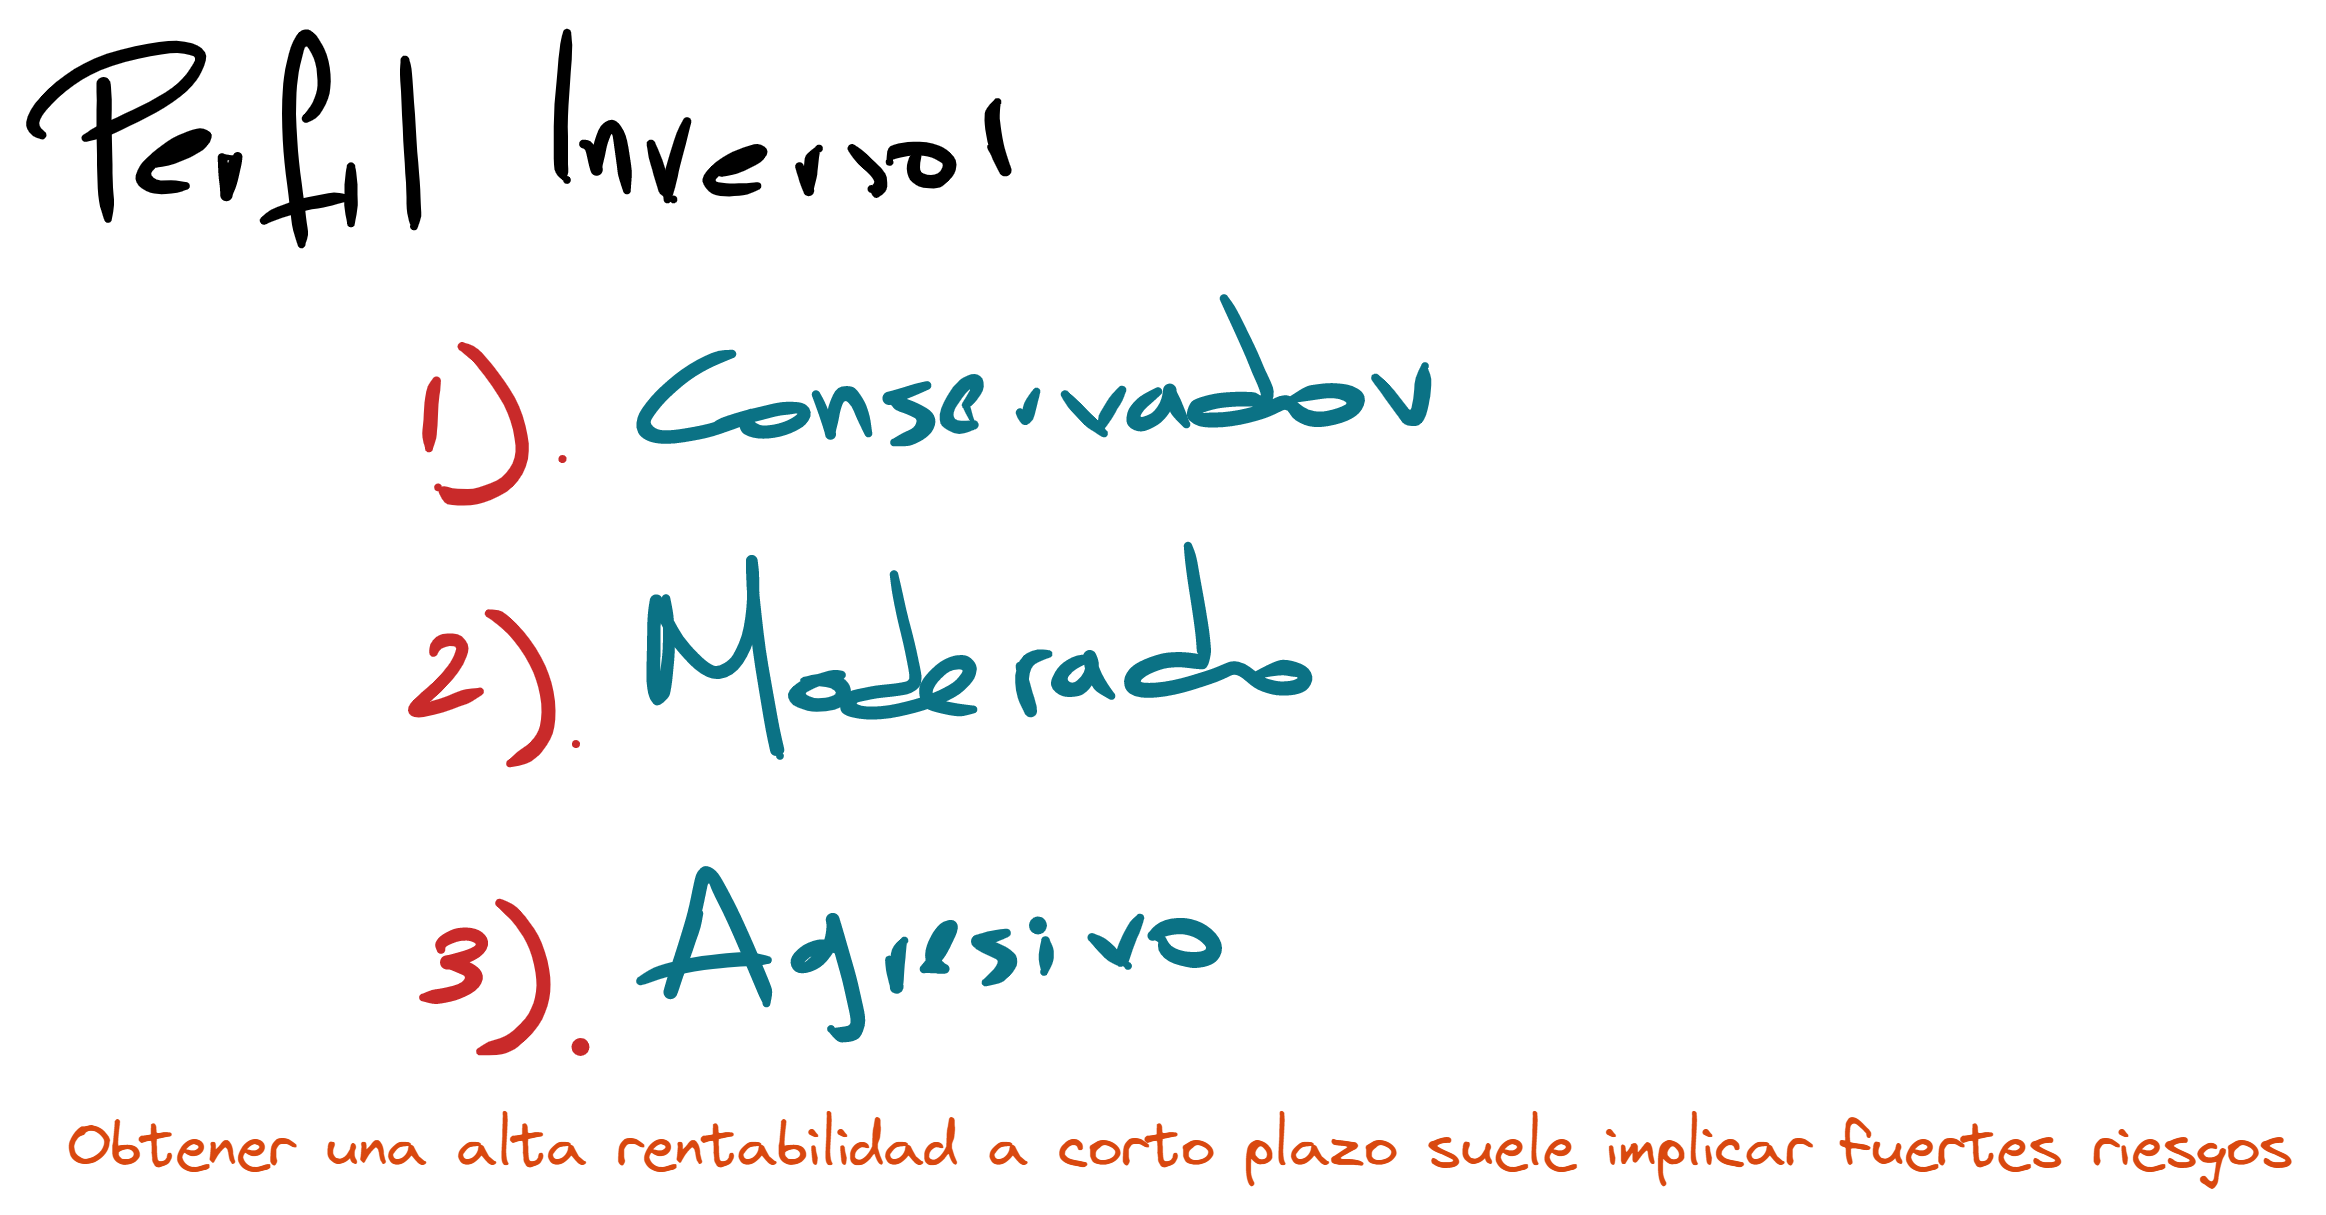 Perfil Inversor
1). Conservador
2). Moderado
3). Agresivo
Obtener una alta rentabilidad a corto plazo suele implicar fuertes riesgos